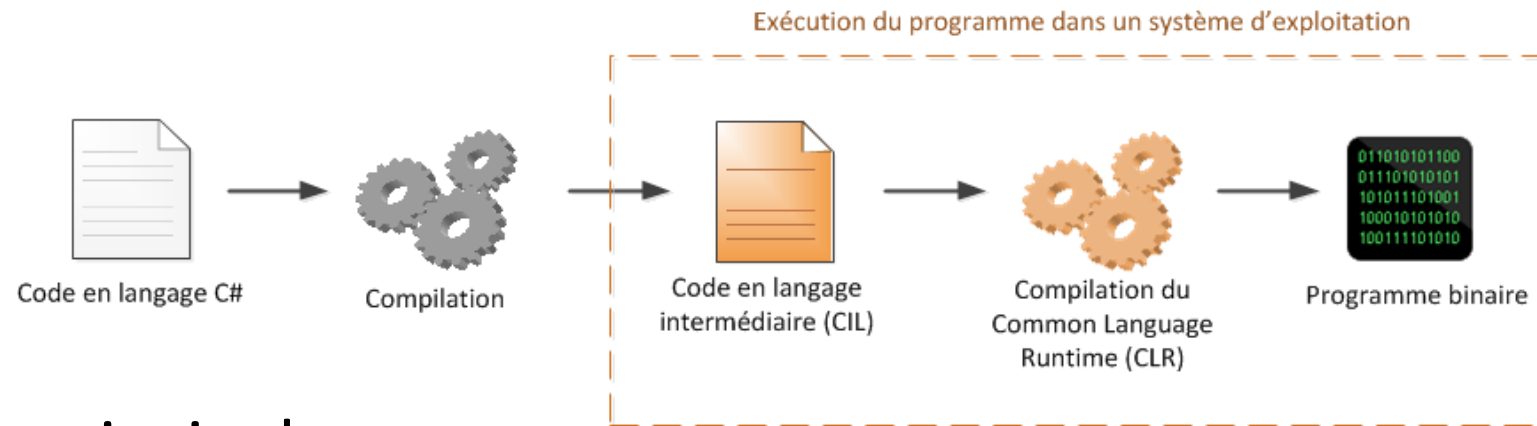 Exécution du programme dans un système d'exploitation
011010101100
011101010101
101011101001
100010101010
100111101010
Code en langage C#
Compilation
Code en langage
intermédiaire (CIL)
Compilation du
Common Language
Runtime (CLR)
Programme binaire